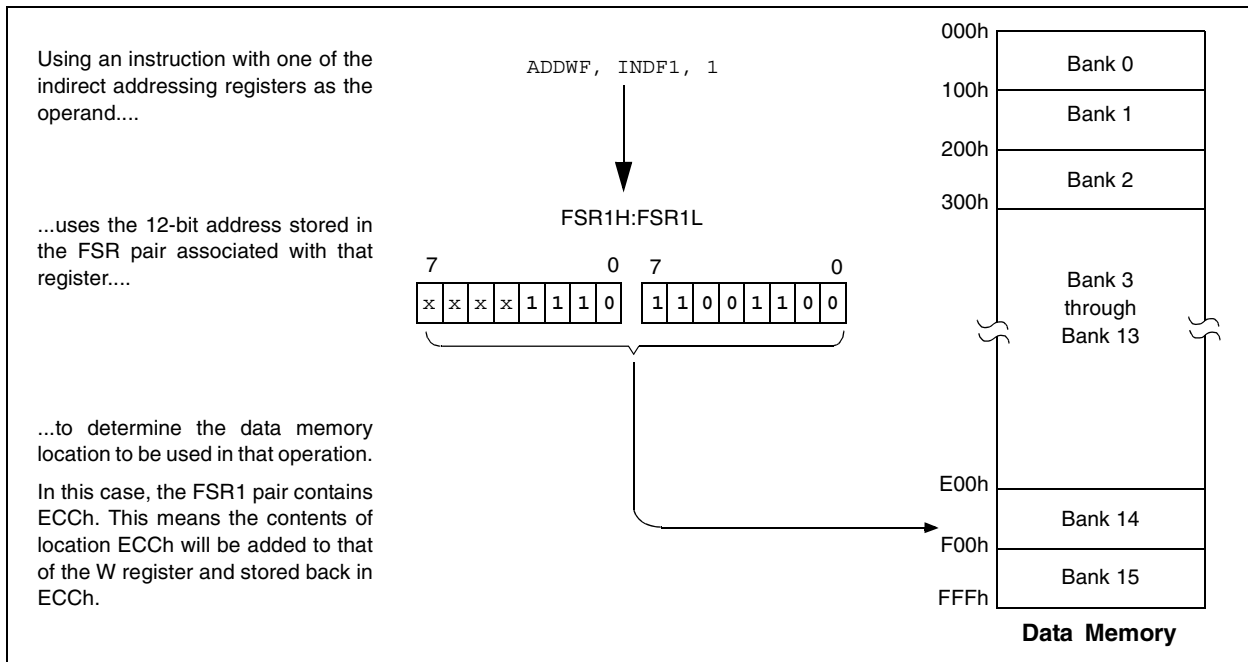 Using an instruction with one of the
indirect addressing registers as the
operand....
ADDWF, INDF1, 1
...uses the 12-bit address stored in
the FSR pair associated with that
register....
FSR1H:FSR1L
7 0 7 0
x x x x 1 1 1 0 1 1 0 0 1 1 0 0
...to determine the data memory
location to be used in that operation.
In this case, the FSR1 pair contains
ECCh. This means the contents of
location ECCh will be added to that
of the W register and stored back in
ECCh.
000h
Bank 0
100h
Bank 1
200h
Bank 2
300h
Bank 3
through
Bank 13
E00h
Bank 14
F00h
Bank 15
FFFh
Data Memory